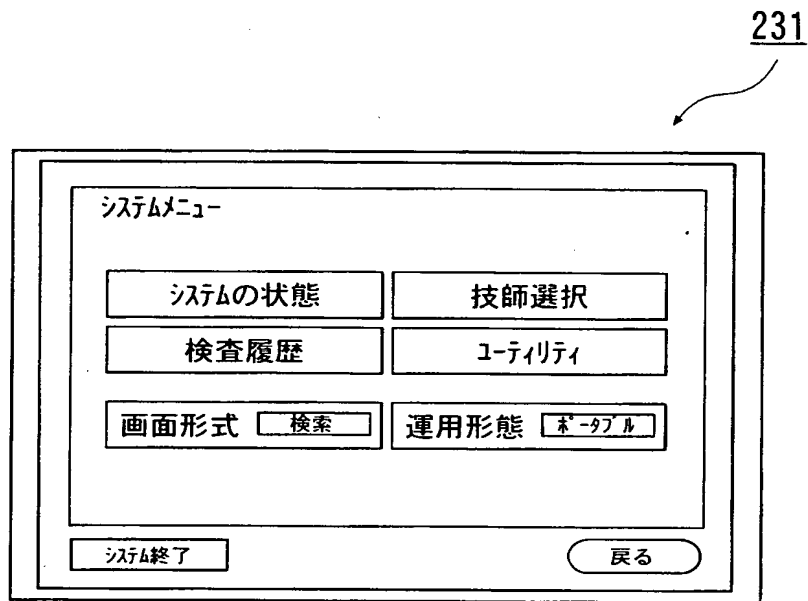 231
ｼｽﾃﾑﾒﾆｭｰ
ｼｽﾃﾑの状態 技師選択
検査履歴 ﾕｰﾃｨﾘﾃｨ
画面形式 検索 運用形態 ﾎﾟｰﾀﾌﾞﾙ
ｼｽﾃﾑ終了 戻る